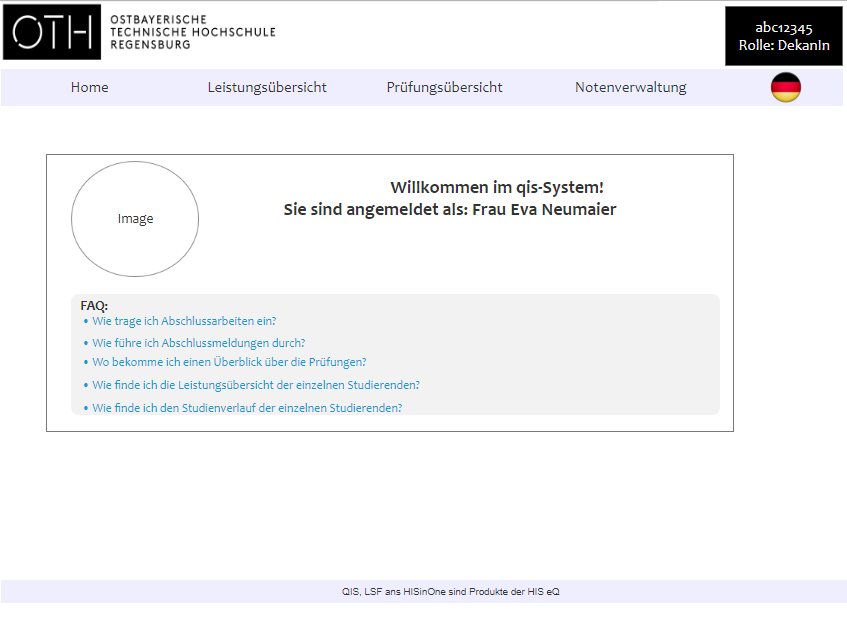 OTH
OSTBAYERISCHE
TECHNISCHE HOCHSCHULE
REGENSBURG
abc12345
Rolle: DekanIn
Home Leistungsübersicht Prüfungsübersicht Notenverwaltung
Image
Willkommen im qis-System!
Sie sind angemeldet als: Frau Eva Neumaier
FAQ:
• Wie trage ich Abschlussarbeiten ein?
• Wie führe ich Abschlussmeldungen durch?
• Wo bekomme ich einen Überblick über die Prüfungen?
• Wie finde ich die Leistungsübersicht der einzelnen Studierenden?
• Wie finde ich den Studienverlauf der einzelnen Studierenden?
QIS, LSF ans HISinOne sind Produkte der HIS eQ